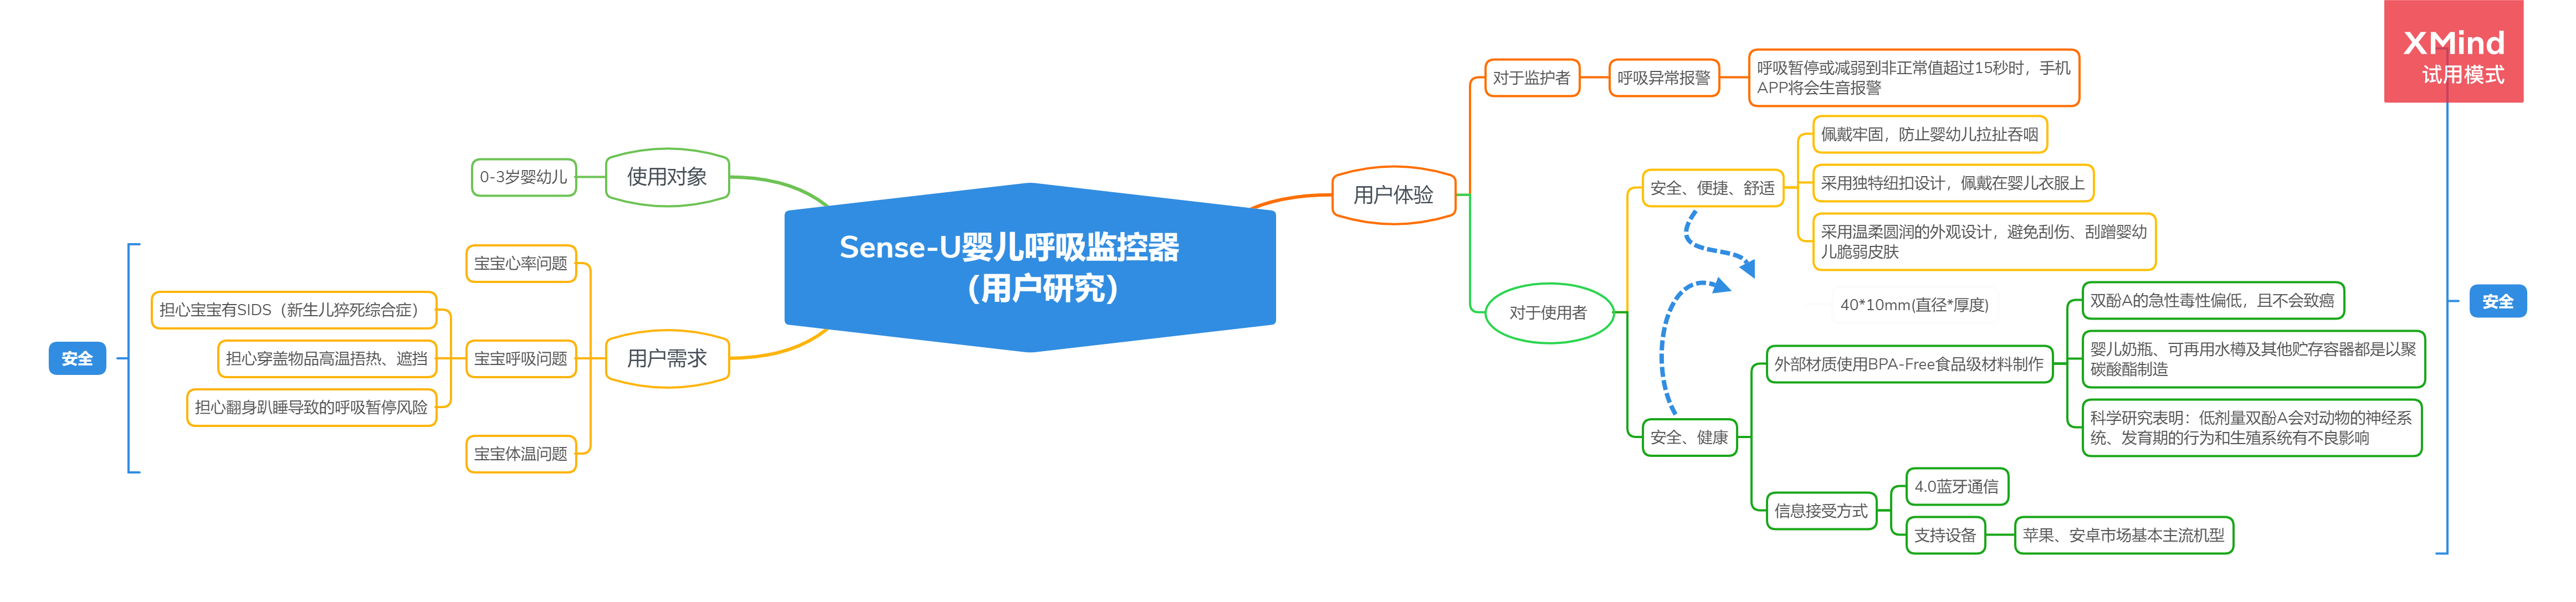 Sense-U婴儿呼吸监控器
（用户研究）
使用对象
0-3岁婴幼儿
用户需求
宝宝心率问题
宝宝呼吸问题
担心宝宝有SIDS（新生儿猝死综合症）
担心穿盖物品高温捂热、遮挡
担心翻身趴睡导致的呼吸暂停风险
宝宝体温问题
安全
用户体验
对于监护者
呼吸异常报警
呼吸暂停或减弱到非正常值超过15秒时，手机
APP将会生音报警
对于使用者
安全、便捷、舒适
佩戴牢固，防止婴幼儿拉扯吞咽
采用独特纽扣设计，佩戴在婴儿衣服上
采用温柔圆润的外观设计，避免刮伤、刮蹭婴幼
儿脆弱皮肤
40*10mm(直径*厚度)
安全、健康
外部材质使用BPA-Free食品级材料制作
双酚A的急性毒性偏低，且不会致癌
婴儿奶瓶、可再用水樽及其他贮存容器都是以聚
碳酸酯制造
科学研究表明：低剂量双酚A会对动物的神经系
统、发育期的行为和生殖系统有不良影响
信息接受方式
4.0蓝牙通信
支持设备
苹果、安卓市场基本主流机型
安全
XMind
试用模式